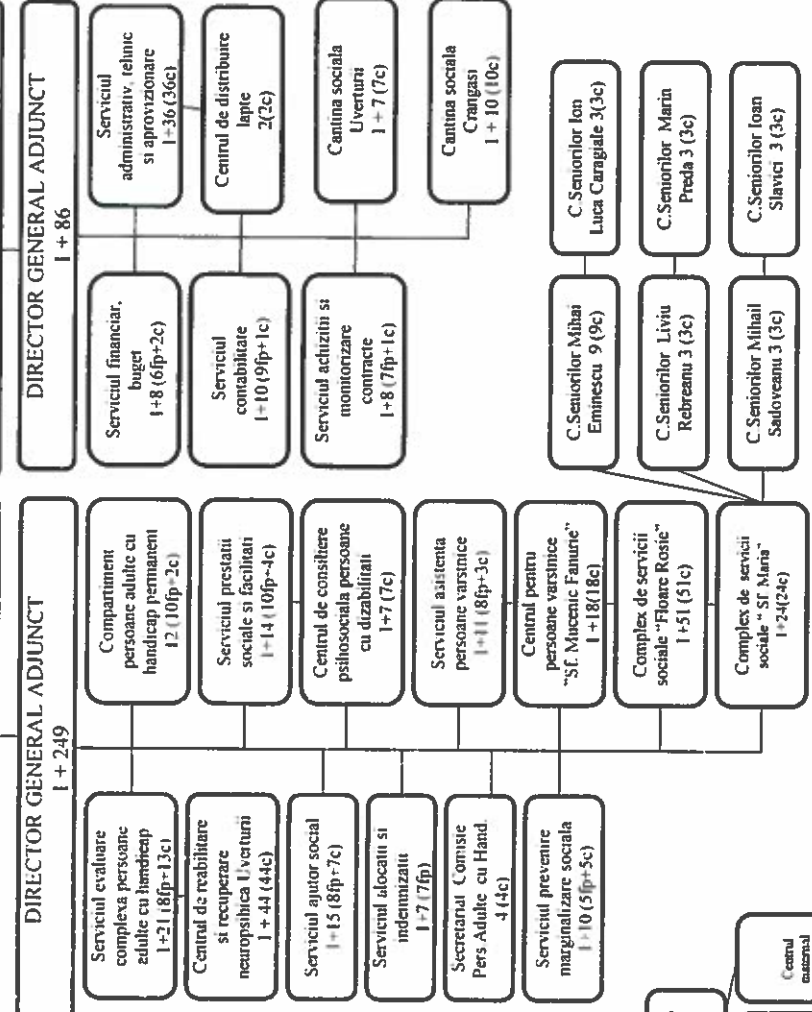 DIRECTOR GENERAL ADJUNCT
1 + 249
Serviciul evaluare
complexa persoane
adulte cu handicap
1+21 (8fp+13c)
Centrul de reabilitare
si recuperare
neuropsihica Uverturii
1 + 44 (44c)
Serviciul ajutor social
1+15 (8fp+7c)
Serviciul alocatii si
indemnizatii
1+7 (7fp)
Secretariat Comisie
Pers Adulte cu Hand.
4 (4c)
Serviciul prevenire
marginalizare sociala
1+10 (5fp+5c)
Compartiment
persoane adulte cu
handicap permanent
12 (10fp+2c)
Serviciul prestatii
sociale si facilitati
1+14 (10fp+4c)
Centrul de consiliere
psihosociala persoane
cu dizabilitati
1+7 (7c)
Serviciul asistenta
persoane varstnice
1+11 (8fp+3c)
Centrul pentru
persoane varstnice
"Sf. Mucenic Fanurie"
1+18(18c)
Complex de servicii
sociale "Floare Rosie"
1+51 (51c)
Complex de servicii
sociale " Sf. Maria"
1+24(24c)
C.Seniorilor Mihai
Eminescu 9 (9c)
C.Seniorilor Liviu
Rebreanu 3 (3c)
C.Seniorilor Mihail
Sadoveanu 3 (3c)
C.Seniorilor Ion
Luca Caragiale 3(3c)
C.Seniorilor Marin
Preda 3 (3c)
C.Seniorilor Ioan
Slavici 3 (3c)
DIRECTOR GENERAL ADJUNCT
1 + 86
Serviciul financiar,
buget
1+8 (6fp+2c)
Serviciul
contabilitate
1+10 (9fp+1c)
Serviciul achizitii si
monitorizare
contracte
1+8 (7fp+1c)
Serviciul
administrativ, tehnic
si aprovizionare
1+36 (36c)
Centrul de distribuire
lapte
2(2c)
Cantina sociala
Uverturii
1 + 7 (7c)
Cantina sociala
Crangasi
1 + 10 (10c)
Centrul
maternal